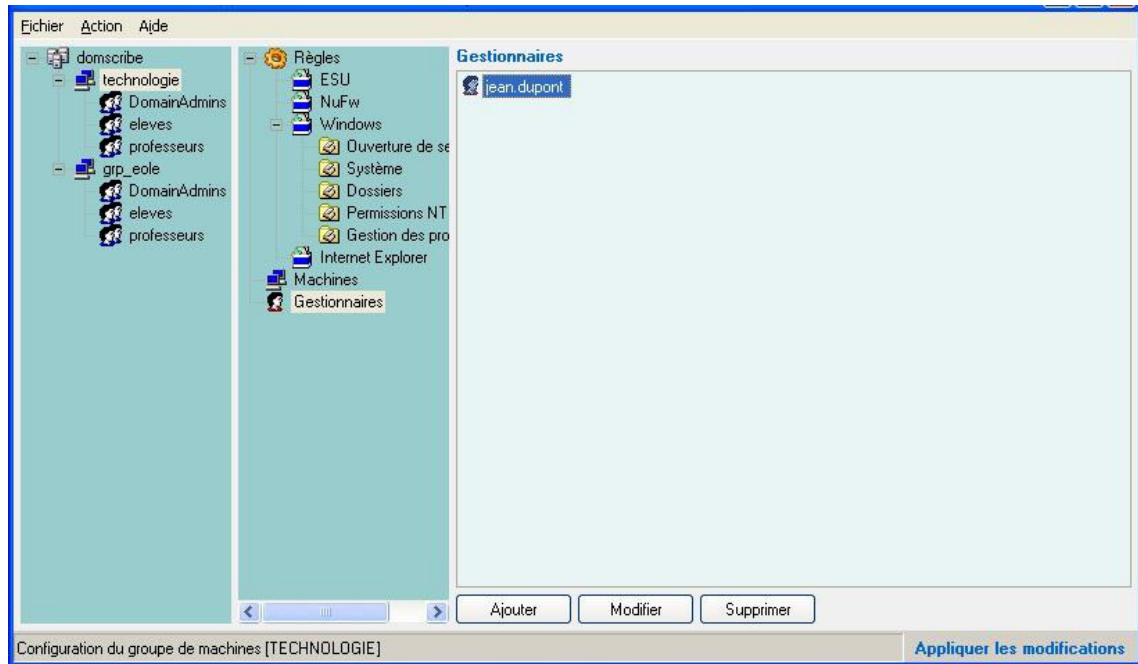 Fichier Action Aide
domscribe
technologie
DomainAdmins
eleves
professeurs
grp_eole
DomainAdmins
eleves
professeurs
Règles
ESU
NuFw
Windows
Ouverture de se
Système
Dossiers
Permissions NT
Gestion des pro
Internet Explorer
Machines
Gestionnaires
Gestionnaires
jean.dupont
Ajouter Modifier Supprimer
Configuration du groupe de machines [TECHNOLOGIE] Appliquer les modifications